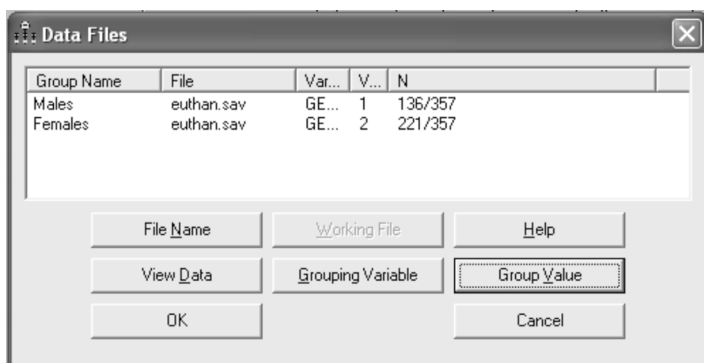 Data Files
Group Name File Var... V... N
Males euthan.sav GE... 1 136/357
Females euthan.sav GE... 2 221/357
File Name Working File Help
View Data Grouping Variable Group Value
OK Cancel